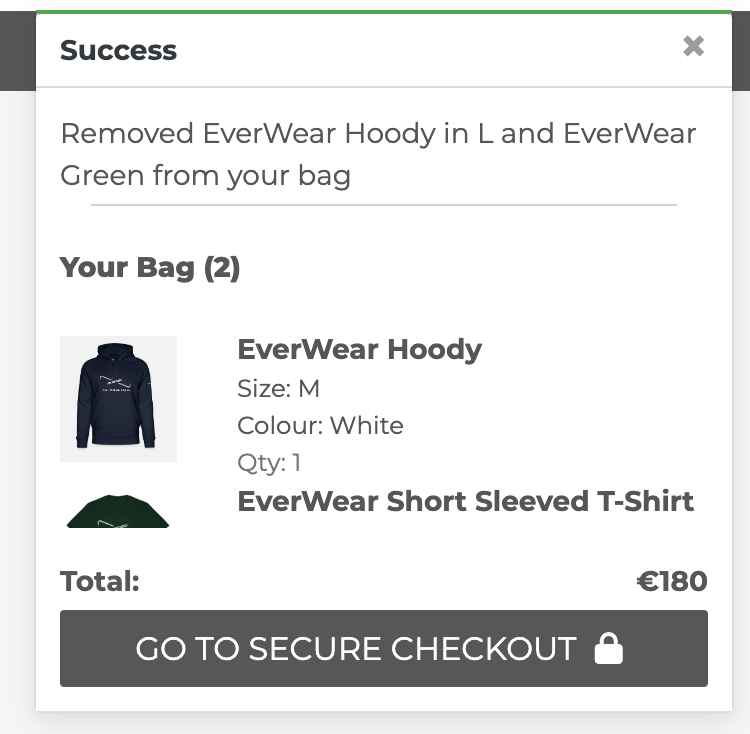 Success
Removed EverWear Hoody in L and EverWear
Green from your bag
Your Bag (2)
EverWear Hoody
Size: M
Colour: White
Qty: 1
EverWear Short Sleeved T-Shirt
Total: €180
GO TO SECURE CHECKOUT